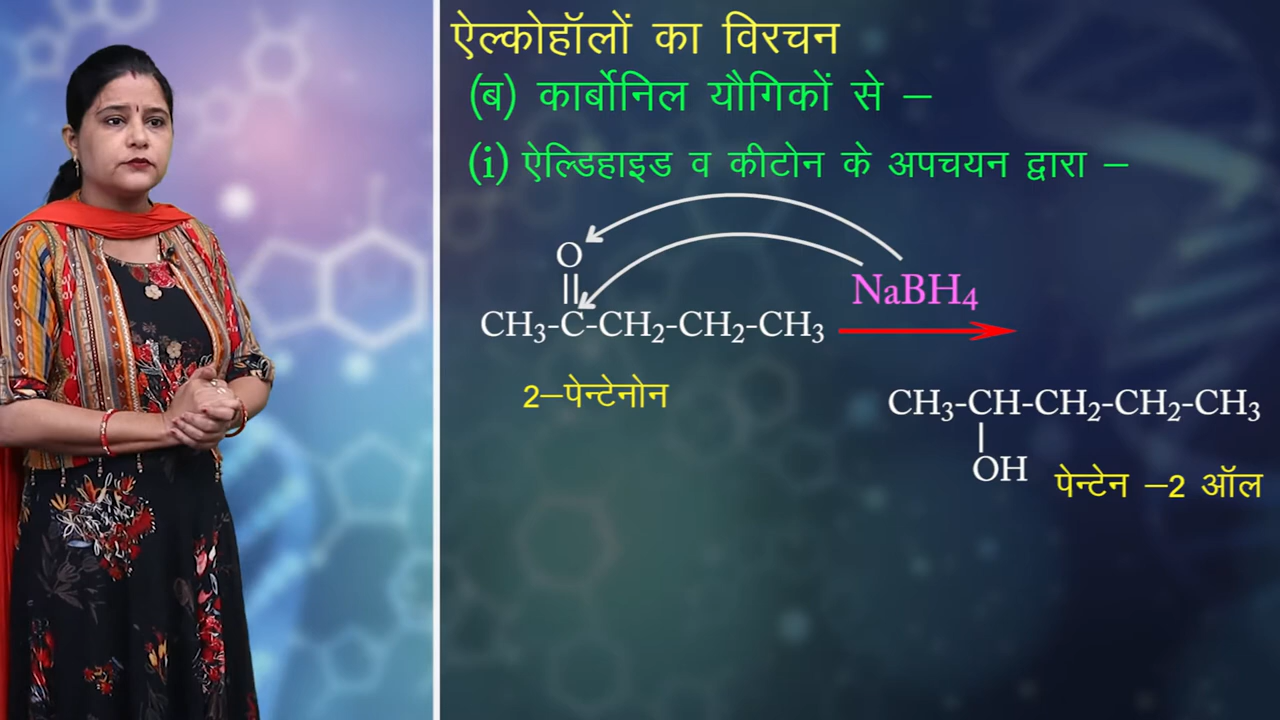 ऐल्कोहॉलों का विरचन
(ब) कार्बोनिल यौगिकों से –
(i) ऐल्डिहाइड व कीटोन के अपचयन द्वारा –
O
||
CH₃-C-CH₂-CH₂-CH₃
NaBH₄
2–पेन्टेनोन
CH₃-CH-CH₂-CH₂-CH₃
|
OH
पेन्टेन –2 ऑल